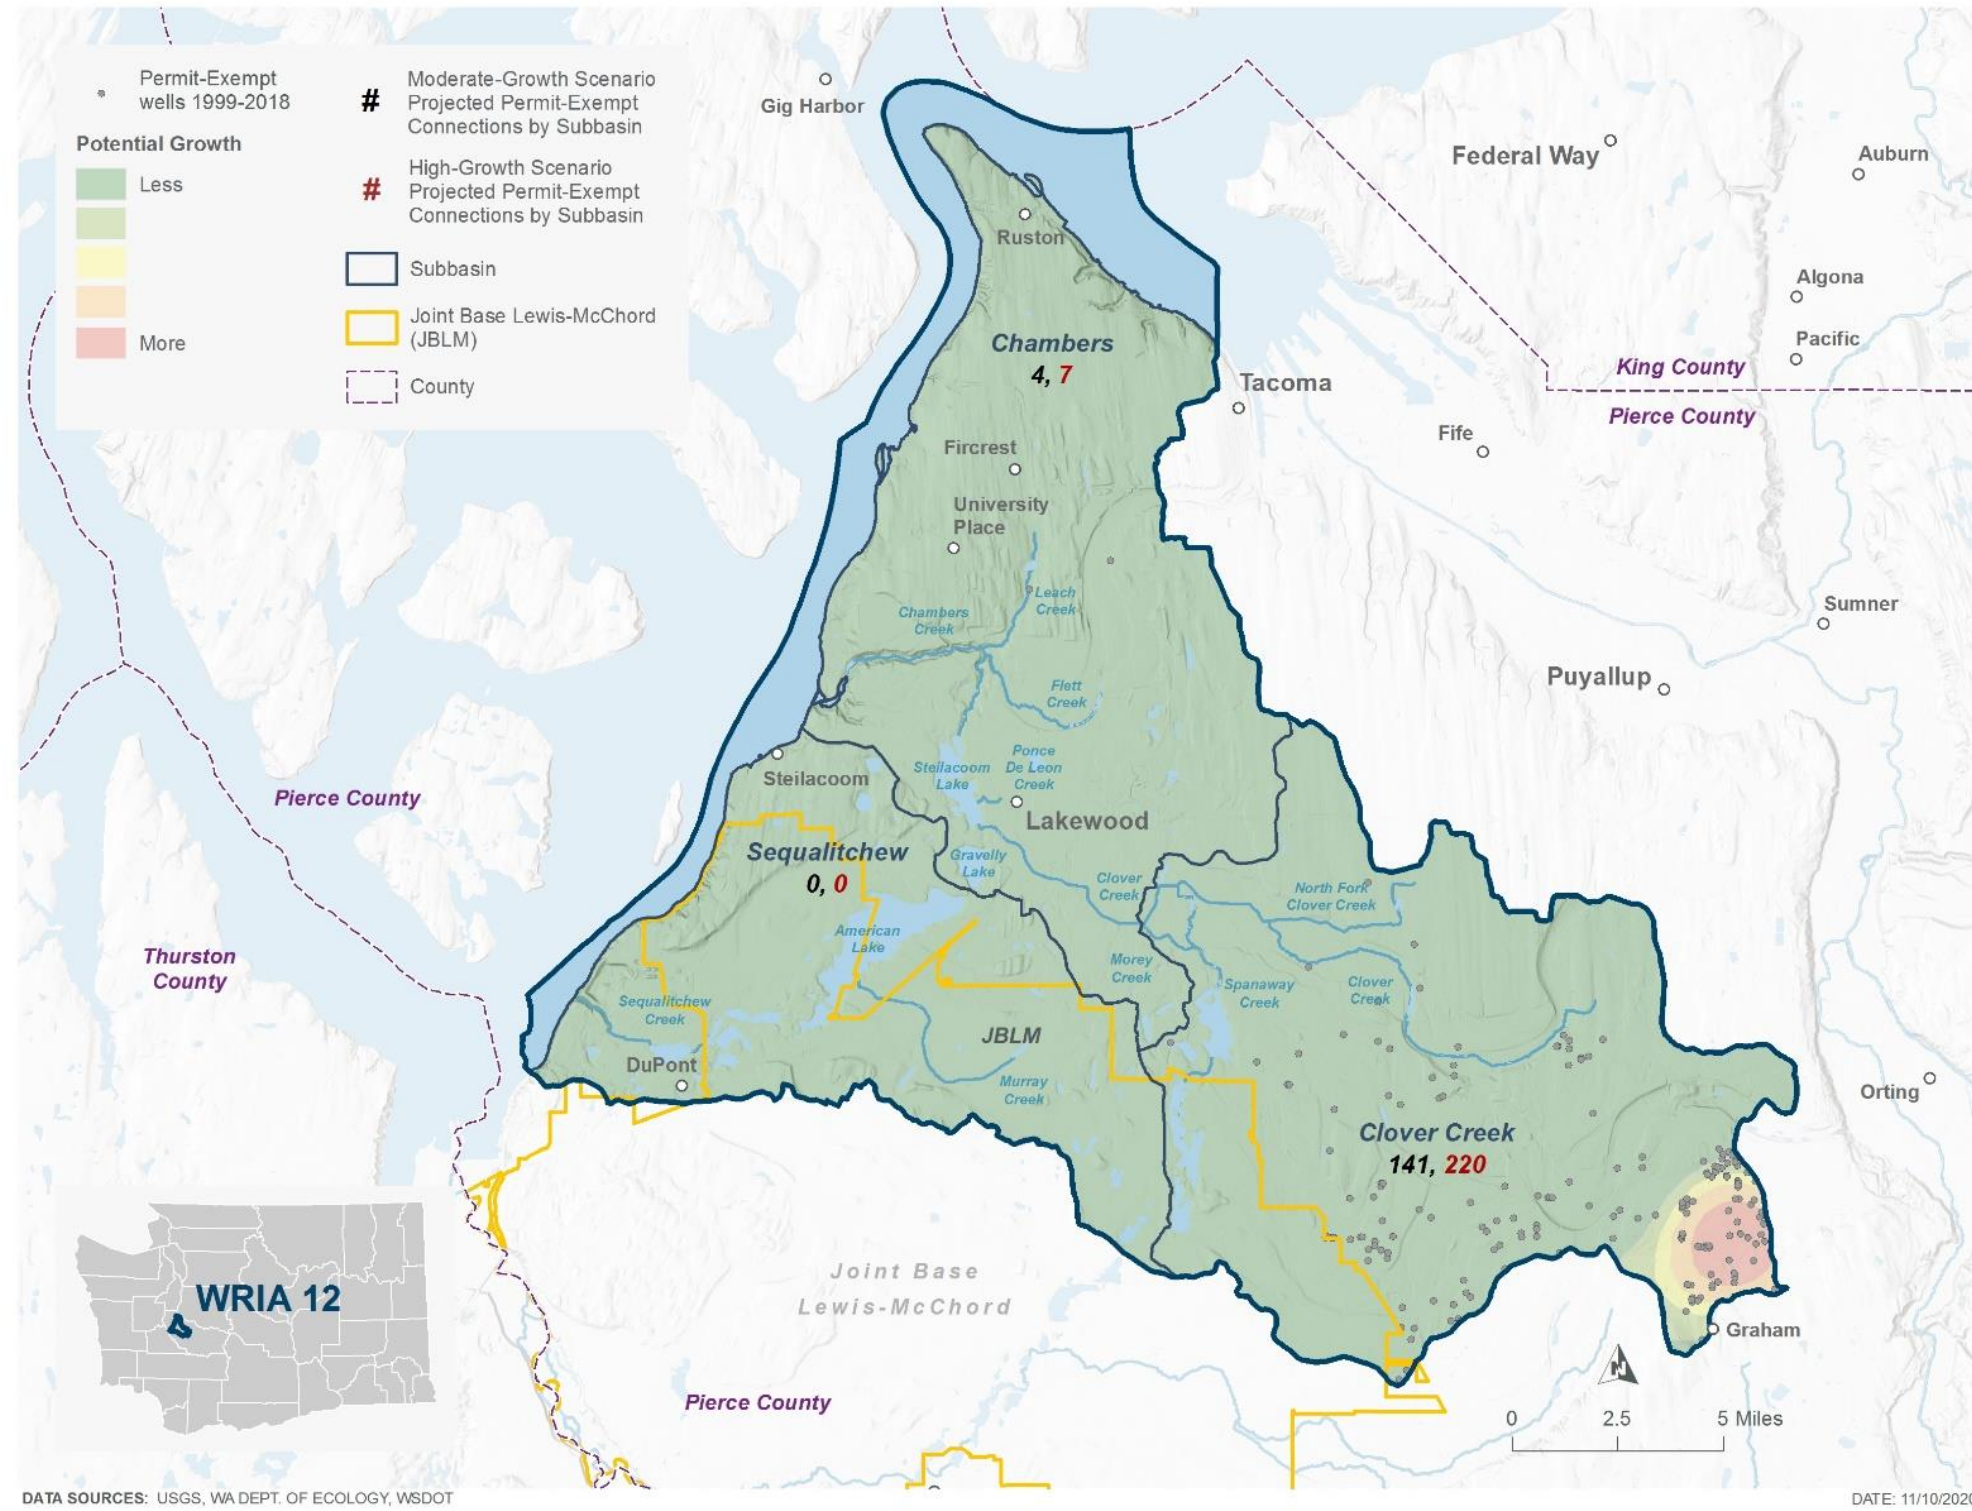 Permit-Exempt
wells 1999-2018
Potential Growth
Less
More
#
Moderate-Growth Scenario
Projected Permit-Exempt
Connections by Subbasin
#
High-Growth Scenario
Projected Permit-Exempt
Connections by Subbasin
Subbasin
Joint Base Lewis-McChord
(JBLM)
County
Gig Harbor
Federal Way
Auburn
Ruston
Algona
Pacific
Chambers
4, 7
King County
Pierce County
Tacoma
Fife
Fircrest
University
Place
Leach
Creek
Chambers
Creek
Sumner
Flett
Creek
Puyallup
Steilacoom
Steilacoom
Lake
Ponce
De Leon
Creek
Lakewood
Pierce County
Sequalitchew
0, 0
Gravelly
Lake
Clover
Creek
North Fork
Clover Creek
American
Lake
Thurston
County
Morey
Creek
Spanaway
Creek
Clover
Creek
Sequalitchew
Creek
JBLM
DuPont
Murray
Creek
Orting
Clover Creek
141, 220
Joint Base
Lewis-McChord
WRIA 12
Graham
N
Pierce County
0 2.5 5 Miles
DATA SOURCES: USGS, WA DEPT. OF ECOLOGY, WSDOT
DATE: 11/10/2020